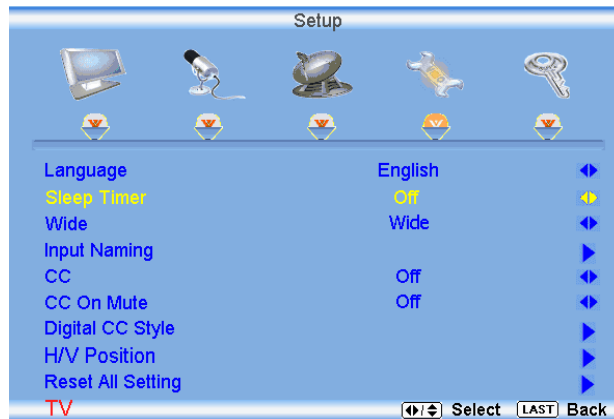 Setup
Language English
Sleep Timer Off
Wide Wide
Input Naming
CC Off
CC On Mute Off
Digital CC Style
H/V Position
Reset All Setting
TV Select LAST Back